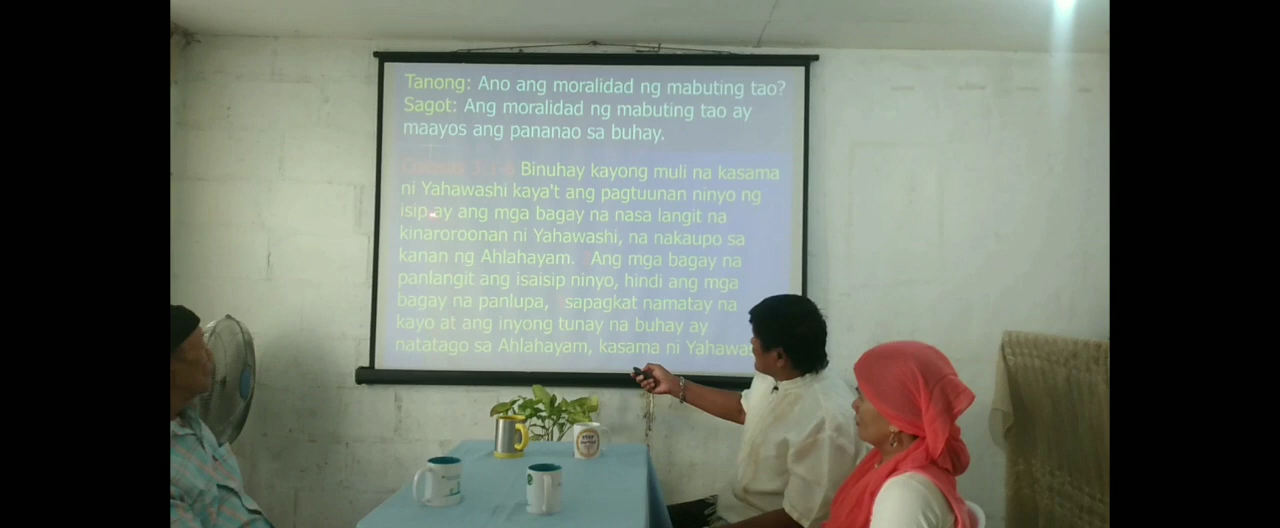 Tanong: Ano ang moralidad ng mabuting tao?
Sagot: Ang moralidad ng mabuting tao ay
maayos ang pananao sa buhay.
3:1-4 Binuhay kayong muli na kasama
ni Yahawashi kaya't ang pagtuunan ninyo ng
isip ay ang mga bagay na nasa langit na
kinaroroonan ni Yahawashi, na nakaupo sa
kanan ng Ahlahayam. Ang mga bagay na
panlangit ang isaisip ninyo, hindi ang mga
bagay na panlupa, sapagkat namatay na
kayo at ang inyong tunay na buhay ay
natatago sa Ahlahayam, kasama ni